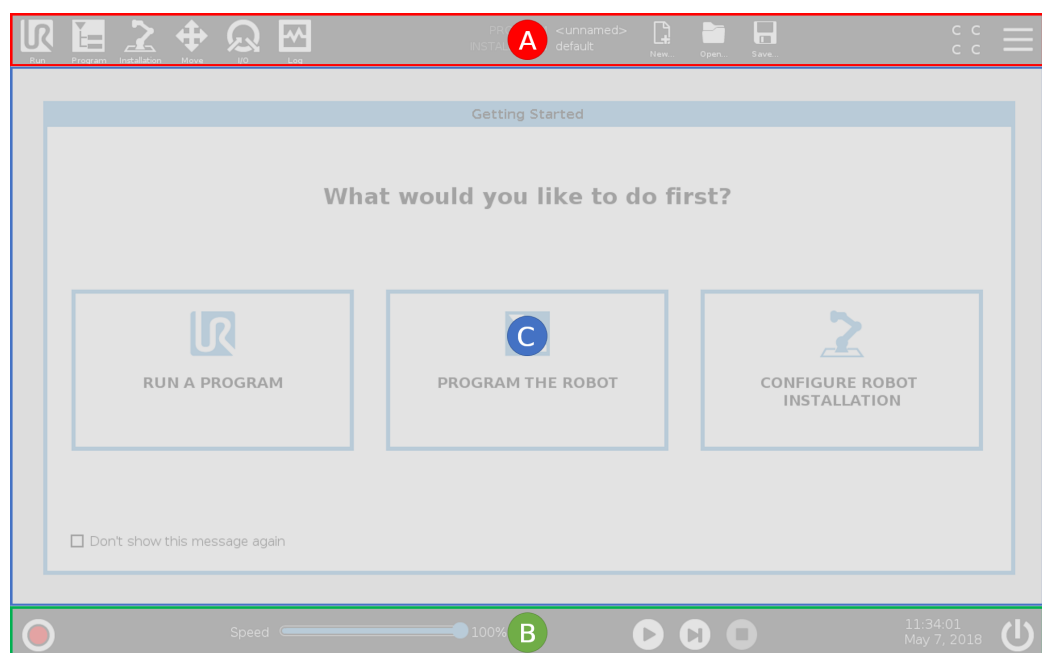 Run Program Installation Move I/O Log
A
<unnamed>
default
New... Open... Save...
C C
C C
Getting Started
What would you like to do first?
C
RUN A PROGRAM
PROGRAM THE ROBOT
CONFIGURE ROBOT
INSTALLATION
Don't show this message again
Speed 100%
B
11:34:01
May 7, 2018